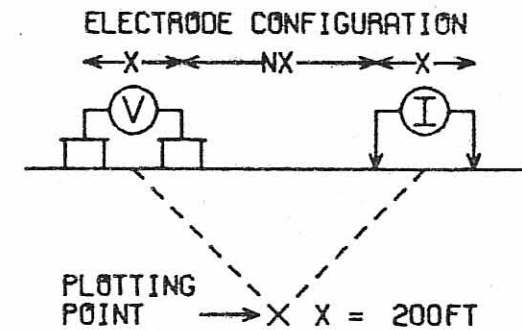 ELECTRODE CONFIGURATION
X NX X
V I
PLOTTING
POINT X X = 200FT